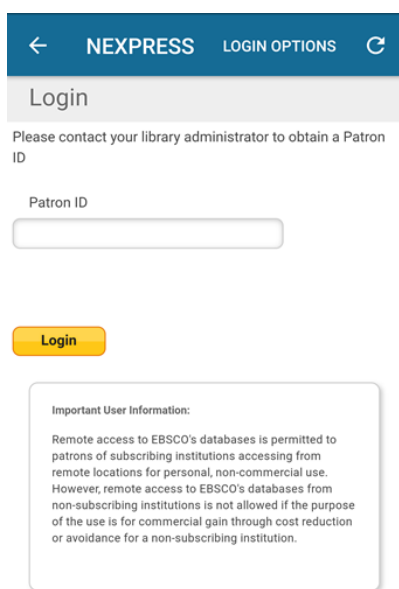 NEXPRESS LOGIN OPTIONS
Login
Please contact your library administrator to obtain a Patron
ID
Patron ID
Login
Important User Information:
Remote access to EBSCO's databases is permitted to
patrons of subscribing institutions accessing from
remote locations for personal, non-commercial use.
However, remote access to EBSCO's databases from
non-subscribing institutions is not allowed if the purpose
of the use is for commercial gain through cost reduction
or avoidance for a non-subscribing institution.